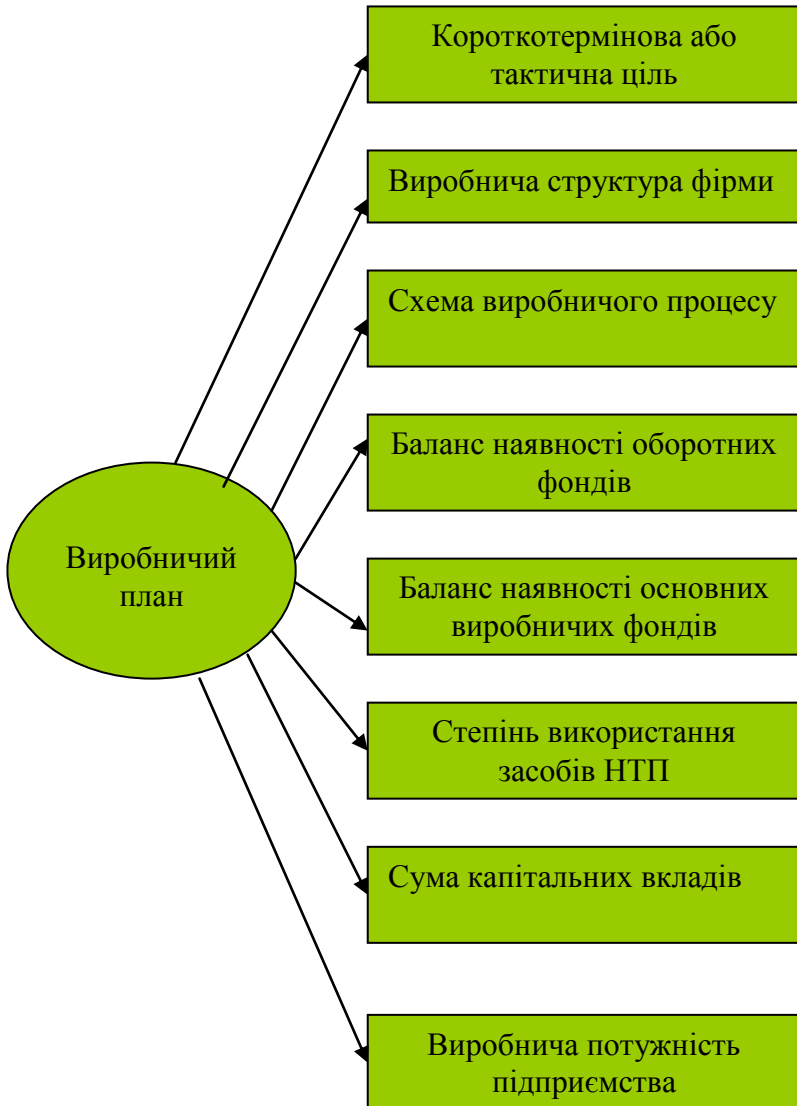 Короткотермінова або
тактична ціль
Виробнича структура фірми
Схема виробничого процесу
Баланс наявності оборотних
фондів
Виробничий
план
Баланс наявності основних
виробничих фондів
Степінь використання
засобів НТП
Сума капітальних вкладів
Виробнича потужність
підприємства